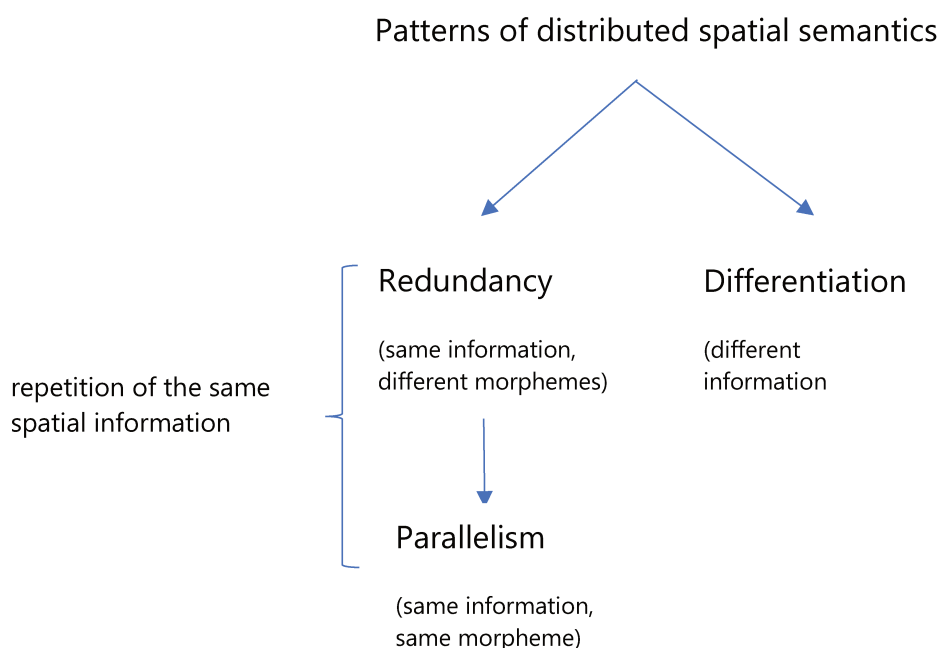 Patterns of distributed spatial semantics
Redundancy
Differentiation
(same information,
different morphemes)
(different
information
repetition of the same
spatial information
Parallelism
(same information,
same morpheme)